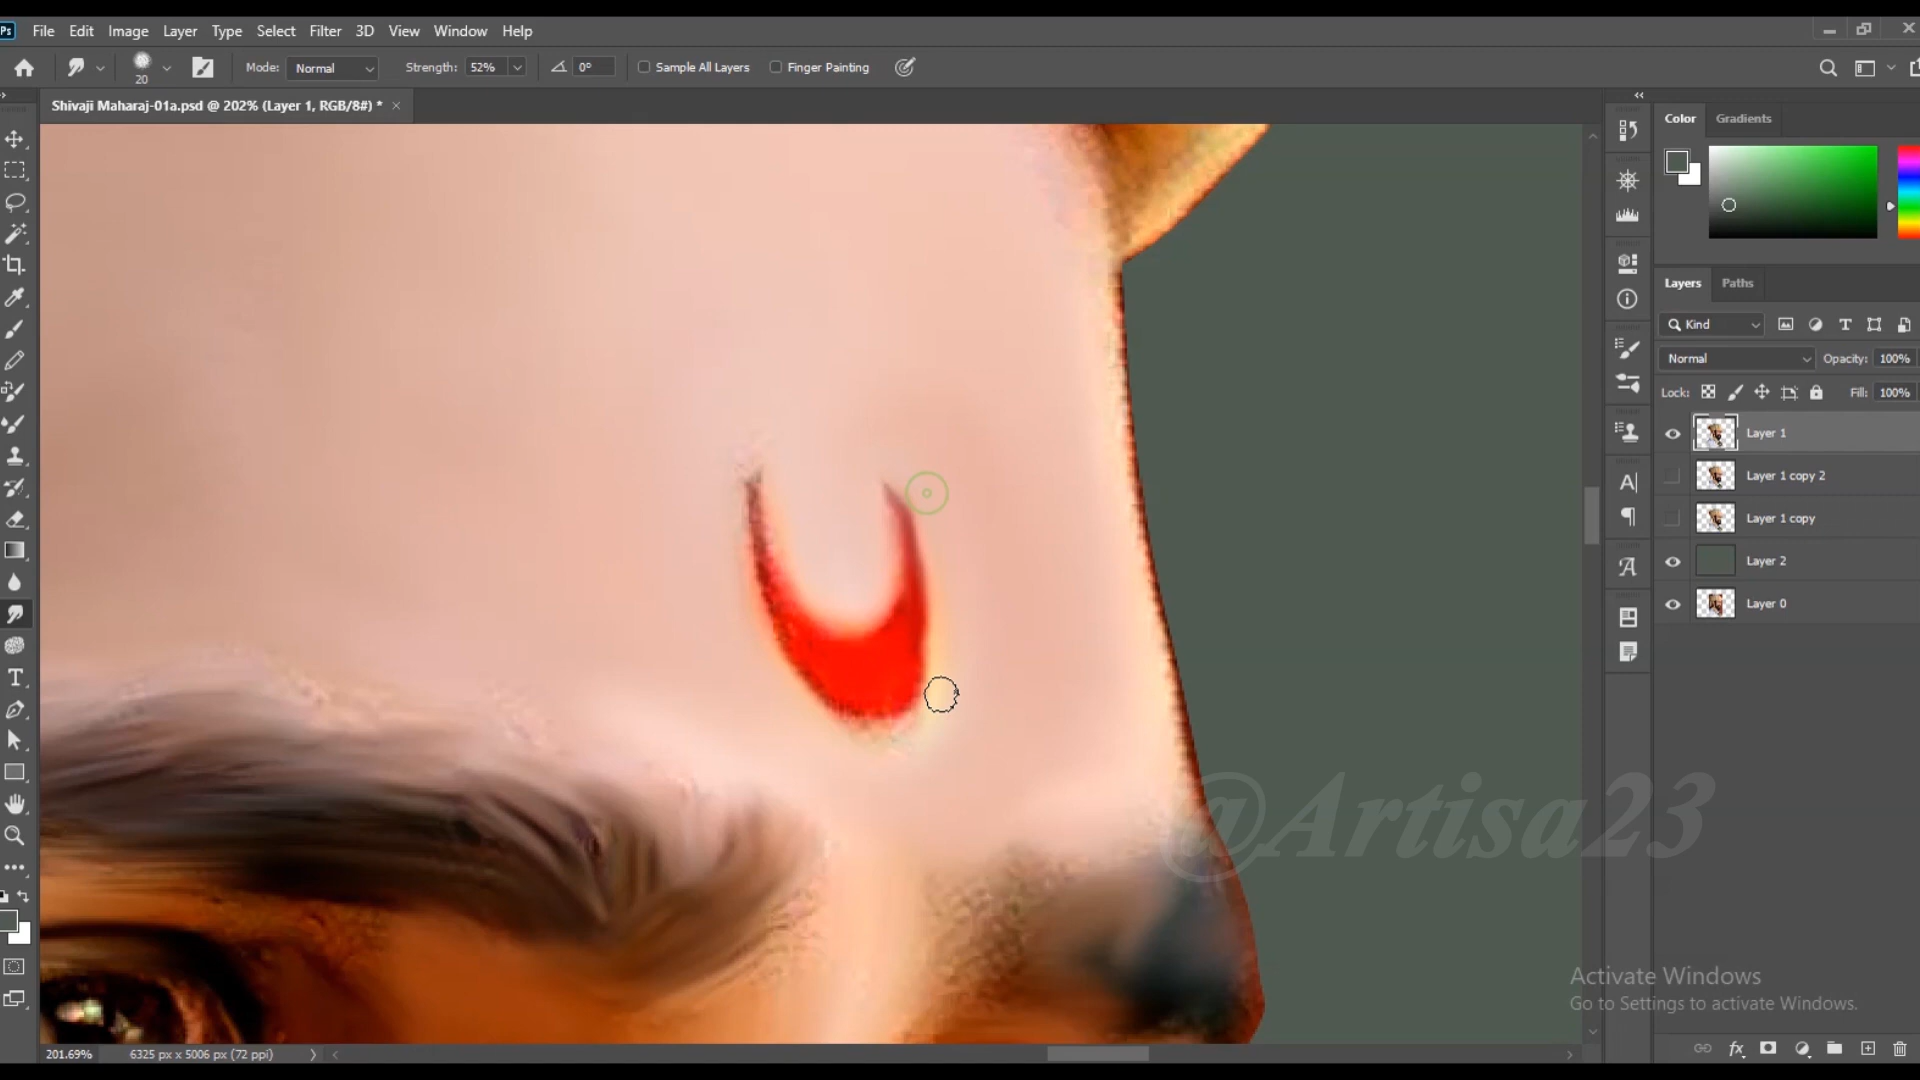 Ps File Edit Image Layer Type Select Filter 3D View Window Help
20 Mode: Normal Strength: 52% 0° Sample All Layers Finger Painting
Shivaji Maharaj-01a.psd @ 202% (Layer 1, RGB/8#) * ×
Color Gradients
Layers Paths
Kind
Normal Opacity: 100%
Lock: Fill: 100%
Layer 1
Layer 1 copy 2
Layer 1 copy
Layer 2
Layer 0
@Artisa23
Activate Windows
Go to Settings to activate Windows.
201.69% 6325 px x 5006 px (72 ppi)